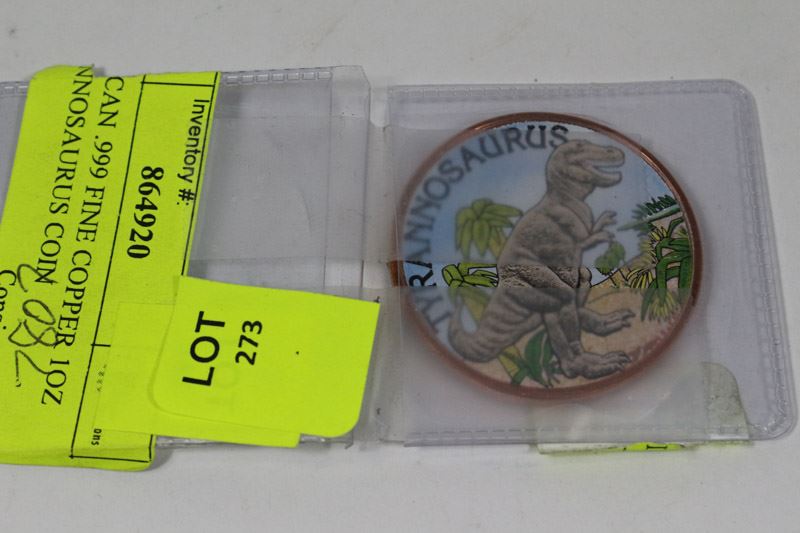 Inventory #:
864920
CAN .999 FINE COPPER 1OZ
NNOSAURUS COIN
LOT
273
TYRANNOSAURUS